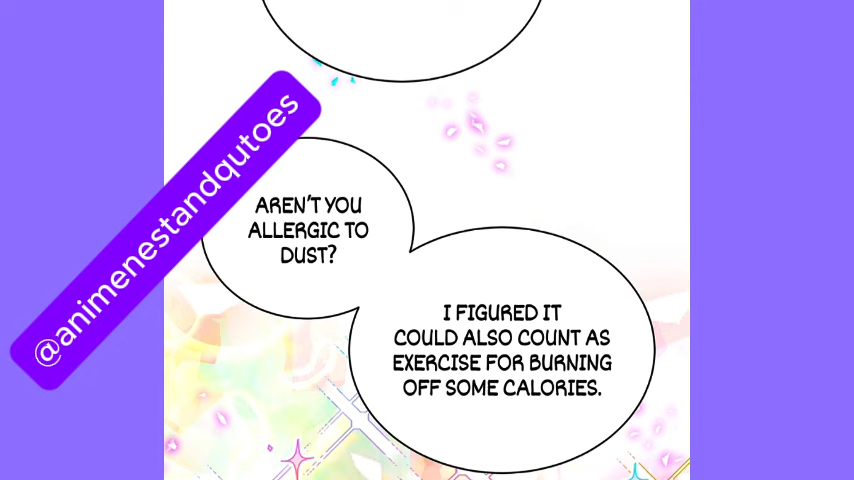 @animenestandqutoes
AREN'T YOU
ALLERGIC TO
DUST?
I FIGURED IT
COULD ALSO COUNT AS
EXERCISE FOR BURNING
OFF SOME CALORIES.